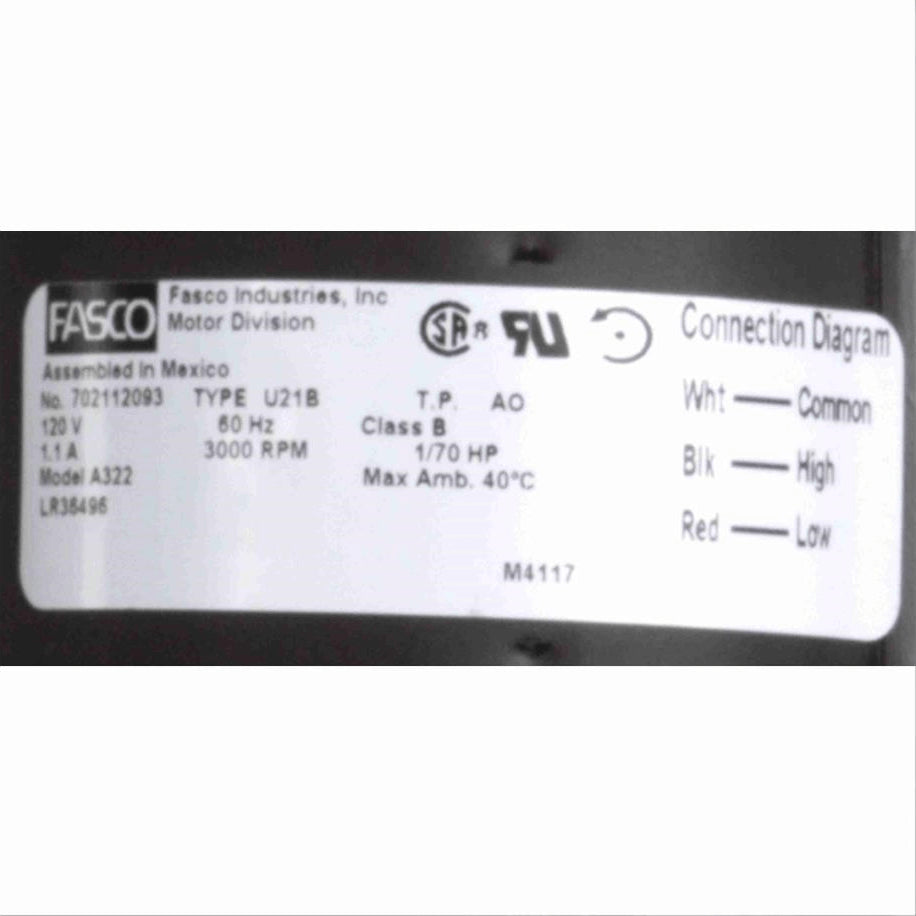 FASCO
Fasco Industries, Inc
Motor Division
Assembled In Mexico
No. 702112093 TYPE U21B T.P. AO
120 V 60 Hz Class B
1.1 A 3000 RPM 1/70 HP
Model A322 Max Amb. 40°C
LR36496
M4117
Connection Diagram
Wht — Common
Blk — High
Red — Low